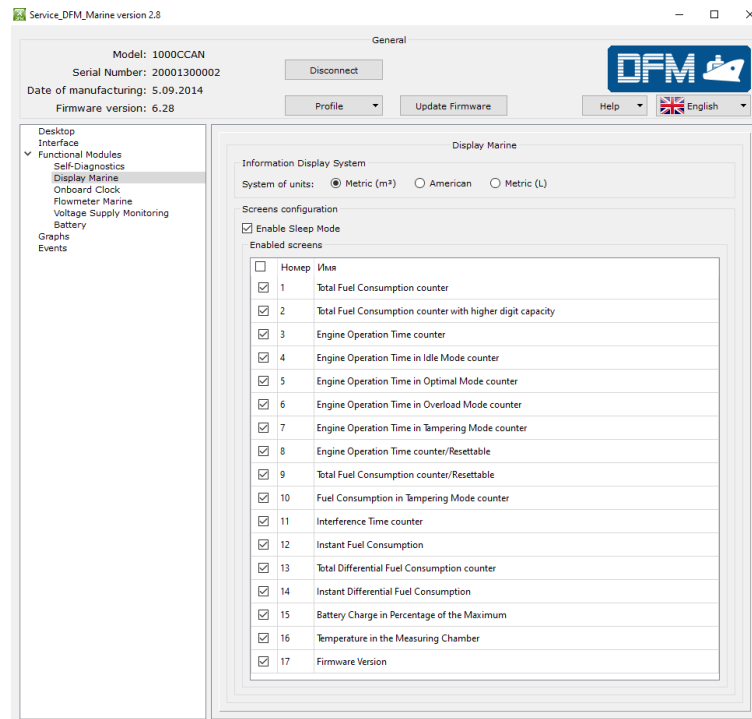 Service_DFM_Marine version 2.8
General
Model: 1000CCAN
Serial Number: 20001300002
Date of manufacturing: 5.09.2014
Firmware version: 6.28
Disconnect
Profile
Update Firmware
DFM
Help
English
Desktop
Interface
Functional Modules
Self-Diagnostics
Display Marine
Onboard Clock
Flowmeter Marine
Voltage Supply Monitoring
Battery
Graphs
Events
Display Marine
Information Display System
System of units: Metric (m³) American Metric (L)
Screens configuration
Enable Sleep Mode
Enabled screens
Номер Имя
1 Total Fuel Consumption counter
2 Total Fuel Consumption counter with higher digit capacity
3 Engine Operation Time counter
4 Engine Operation Time in Idle Mode counter
5 Engine Operation Time in Optimal Mode counter
6 Engine Operation Time in Overload Mode counter
7 Engine Operation Time in Tampering Mode counter
8 Engine Operation Time counter/Resettable
9 Total Fuel Consumption counter/Resettable
10 Fuel Consumption in Tampering Mode counter
11 Interference Time counter
12 Instant Fuel Consumption
13 Total Differential Fuel Consumption counter
14 Instant Differential Fuel Consumption
15 Battery Charge in Percentage of the Maximum
16 Temperature in the Measuring Chamber
17 Firmware Version